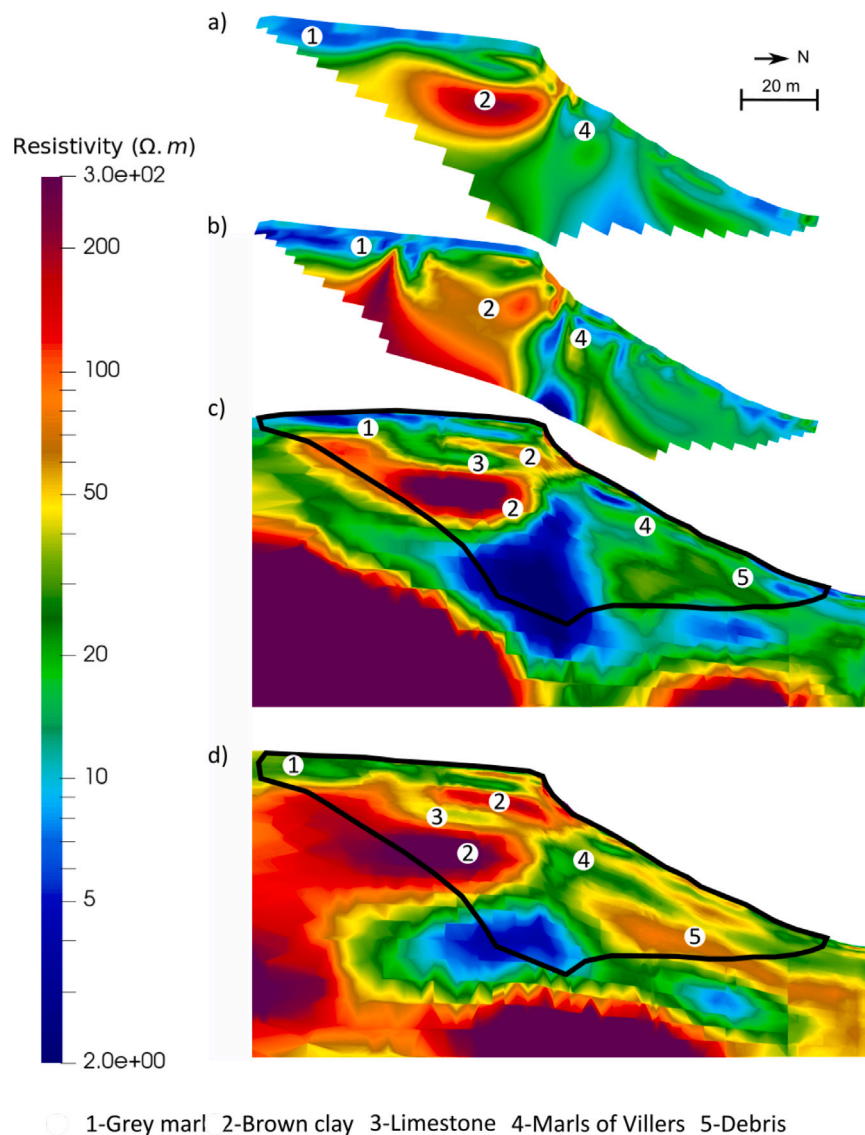 a)
1
2
4
N
20 m
Resistivity (Ω.m)
3.0e+02
200
100
50
20
10
5
2.0e+00
b)
1
2
4
c)
1
2
3
2
4
5
d)
1
2
3
2
4
5
1-Grey marl 2-Brown clay 3-Limestone 4-Marls of Villers 5-Debris